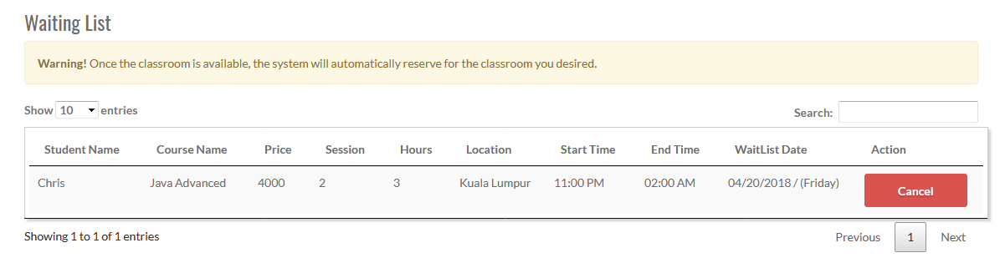 Waiting List
Warning! Once the classroom is available, the system will automatically reserve for the classroom you desired.
Show 10 entries Search:
Student Name Course Name Price Session Hours Location Start Time End Time WaitList Date Action
Chris Java Advanced 4000 2 3 Kuala Lumpur 11:00 PM 02:00 AM 04/20/2018 / (Friday) Cancel
Showing 1 to 1 of 1 entries Previous 1 Next